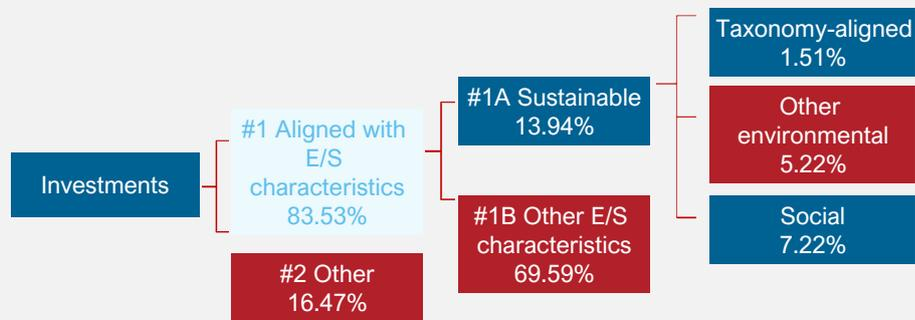 Investments
#1 Aligned with
E/S
characteristics
83.53%
#2 Other
16.47%
#1A Sustainable
13.94%
#1B Other E/S
characteristics
69.59%
Taxonomy-aligned
1.51%
Other
environmental
5.22%
Social
7.22%